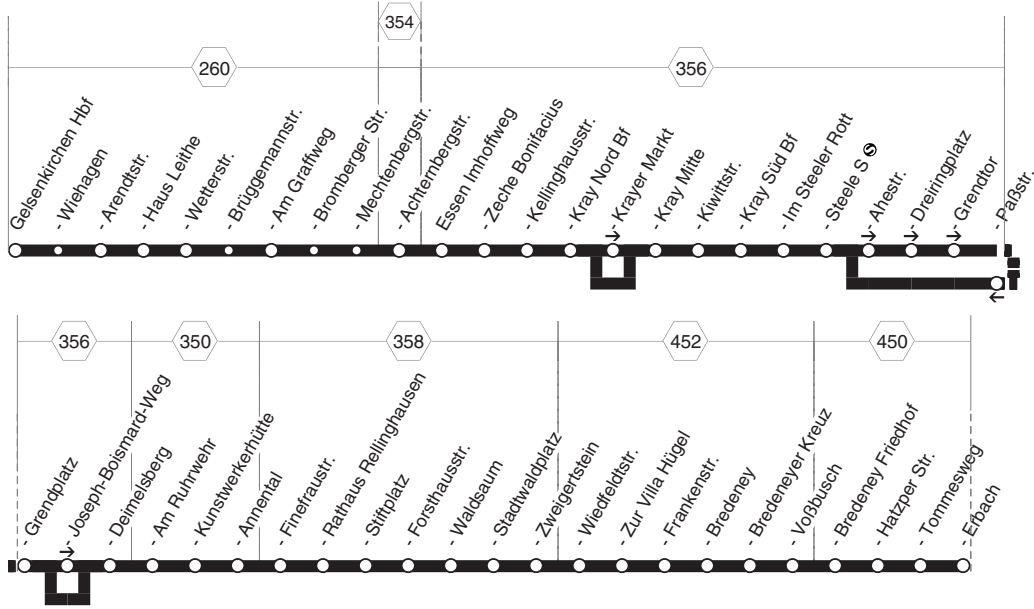 354
260
356
Gelsenkirchen Hbf
- Wiehagen
- Arendtstr.
- Haus Leithe
- Wetterstr.
- Brüggemannstr.
- Am Graffweg
- Bromberger Str.
- Mechtenbergstr.
- Achternbergstr.
Essen Imhoffweg
- Zeche Bonifacius
- Kellinghausstr.
- Kray Nord Bf
- Krayer Markt
- Kray Mitte
- Kiwittstr.
- Kray Süd Bf
- Im Steeler Rott
- Steele S
- Ahestr.
- Dreiringplatz
- Grendtor
- Paßstr.
356
350
358
452
450
- Grendplatz
- Joseph-Boismard-Weg
- Deimelsberg
- Am Ruhrwehr
- Kunstwerkerhütte
- Annental
- Finefraustr.
- Rathaus Rellinghausen
- Stiftplatz
- Forsthausstr.
- Waldsaum
- Stadtwaldplatz
- Zweigertstein
- Wiedfeldtstr.
- Zur Villa Hügel
- Frankenstr.
- Bredeney
- Bredeneyer Kreuz
- Voßbusch
- Bredeney Friedhof
- Hatzper Str.
- Tommesweg
- Erbach